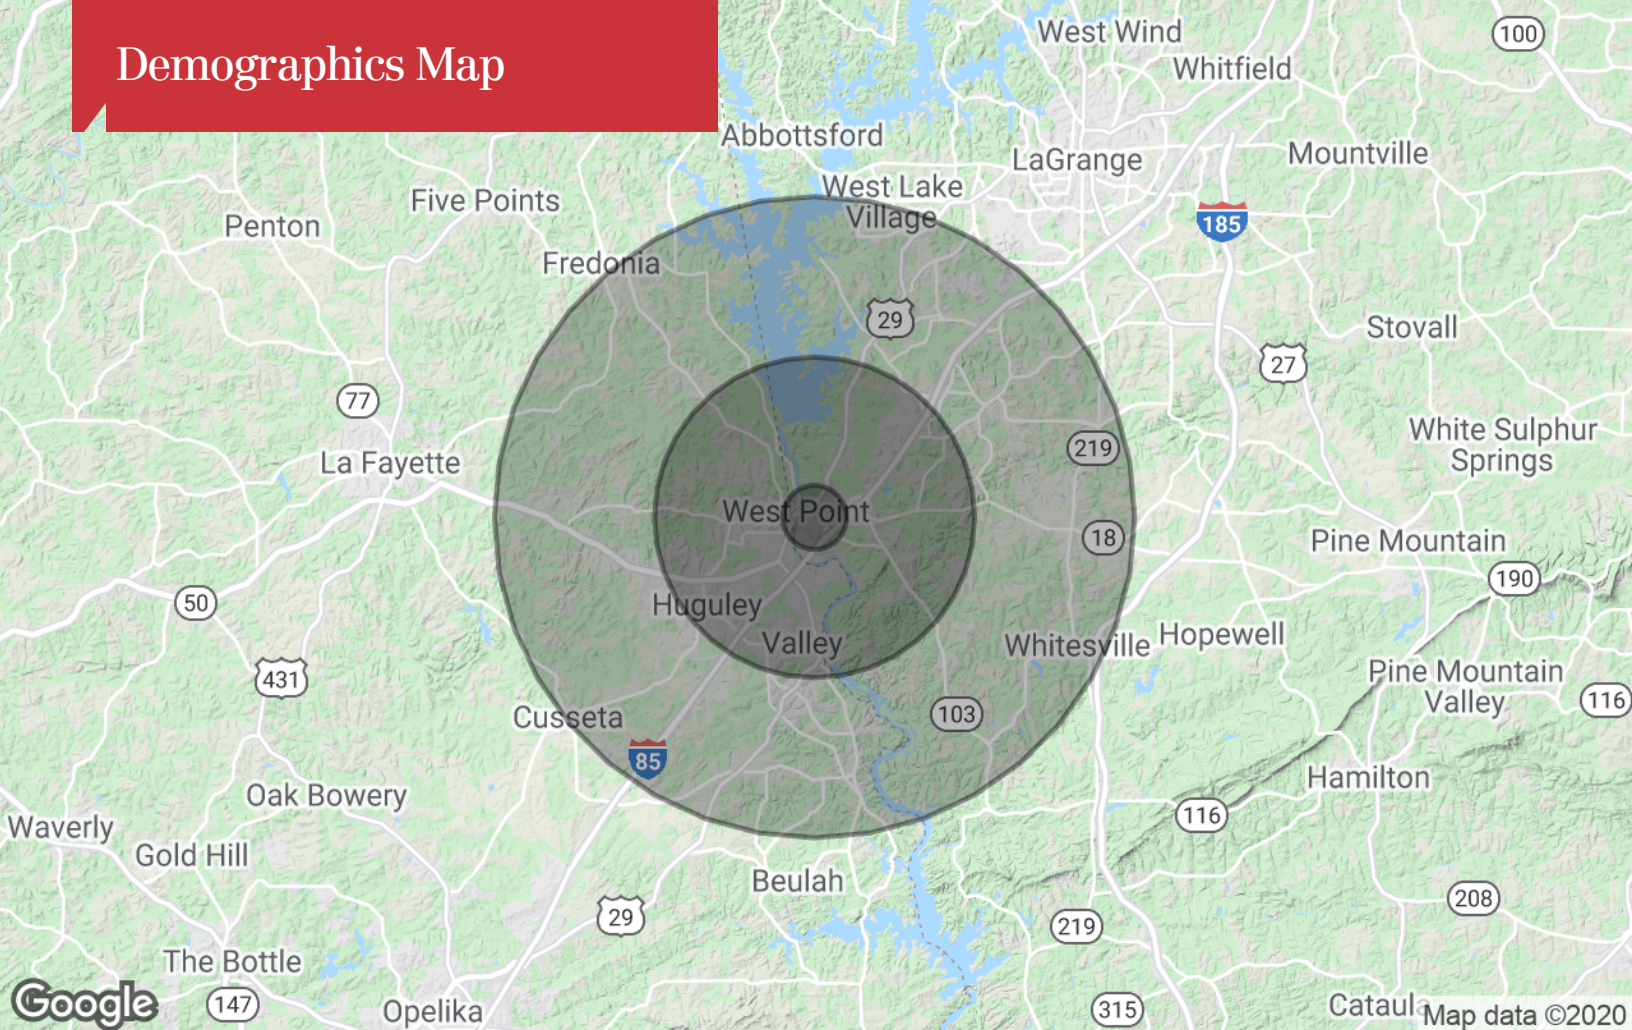 Demographics Map
West Wind
100
Whitfield
Abbottsford
LaGrange
Mountville
West Lake
Village
Five Points
Penton
185
Fredonia
29
Stovall
27
77
219
White Sulphur
Springs
La Fayette
West Point
18
Pine Mountain
190
50
Huguley
Valley
Whitesville
Hopewell
431
Pine Mountain
Valley
116
Cusseta
103
85
Hamilton
Oak Bowery
116
Waverly
Gold Hill
Beulah
208
29
219
The Bottle
Google
147
Opelika
315
Cataula
Map data ©2020